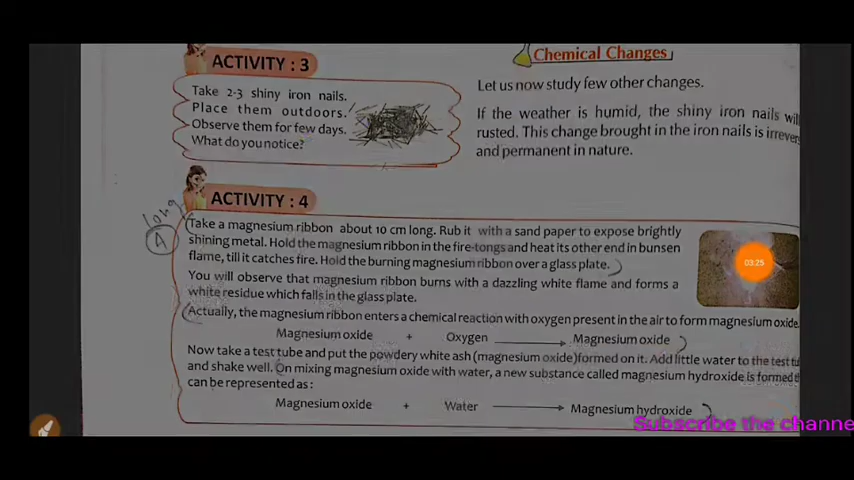 Chemical Changes
ACTIVITY : 3
Take 2-3 shiny iron nails.
Place them outdoors.
Observe them for few days.
What do you notice?
Let us now study few other changes.
If the weather is humid, the shiny iron nails will
rusted. This change brought in the iron nails is irrevers
and permanent in nature.
ACTIVITY : 4
long
A
Take a magnesium ribbon about 10 cm long. Rub it with a sand paper to expose brightly
shining metal. Hold the magnesium ribbon in the fire-tongs and heat its other end in bunsen
flame, till it catches fire. Hold the burning magnesium ribbon over a glass plate.
You will observe that magnesium ribbon burns with a dazzling white flame and forms a
white residue which falls in the glass plate.
Actually, the magnesium ribbon enters a chemical reaction with oxygen present in the air to form magnesium oxide.
Magnesium oxide + Oxygen → Magnesium oxide
Now take a test tube and put the powdery white ash (magnesium oxide) formed on it. Add little water to the test tu
and shake well. On mixing magnesium oxide with water, a new substance called magnesium hydroxide is formed th
can be represented as :
Magnesium oxide + Water → Magnesium hydroxide
03:25
Subscribe the channe